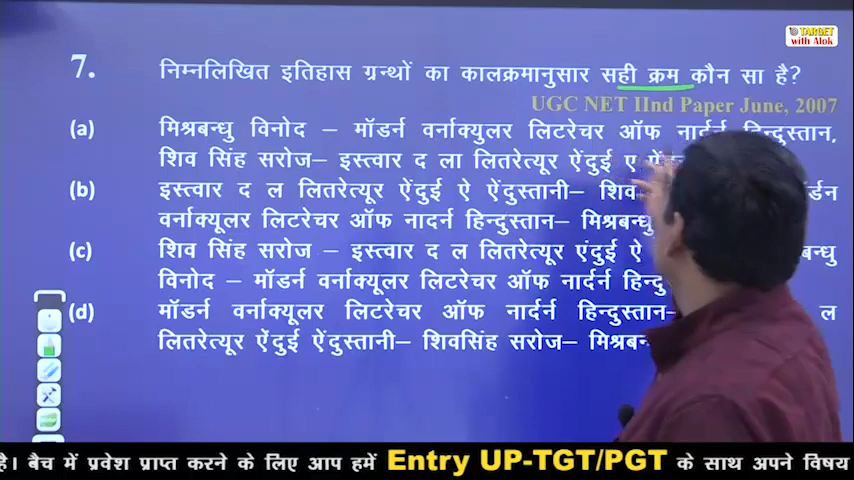 TARGET
with Alok
7. निम्नलिखित इतिहास ग्रन्थों का कालक्रमानुसार सही क्रम कौन सा है?
UGC NET IInd Paper June, 2007
(a) मिश्रबन्धु विनोद – मॉडर्न वर्नाक्युलर लिटरेचर ऑफ नार्दर्न हिन्दुस्तान,
शिव सिंह सरोज– इस्त्वार द ला लितरेत्यूर ऐंदुई ए
(b) इस्त्वार द ल लितरेत्यूर ऐंदुई ऐ ऐंदुस्तानी– शिव र्डन
वर्नाक्यूलर लिटरेचर ऑफ नादर्न हिन्दुस्तान– मिश्रबन्धु
(c) शिव सिंह सरोज – इस्त्वार द ल लितरेत्यूर एंदुई ऐ न्धु
विनोद – मॉडर्न वर्नाक्यूलर लिटरेचर ऑफ नार्दर्न हिन्दु
(d) मॉडर्न वर्नाक्यूलर लिटरेचर ऑफ नार्दर्न हिन्दुस्तान– ल
लितरेत्यूर ऐंदुई ऐंदुस्तानी– शिवसिंह सरोज– मिश्रबन
है। बैच में प्रवेश प्राप्त करने के लिए आप हमें Entry UP-TGT/PGT के साथ अपने विषय